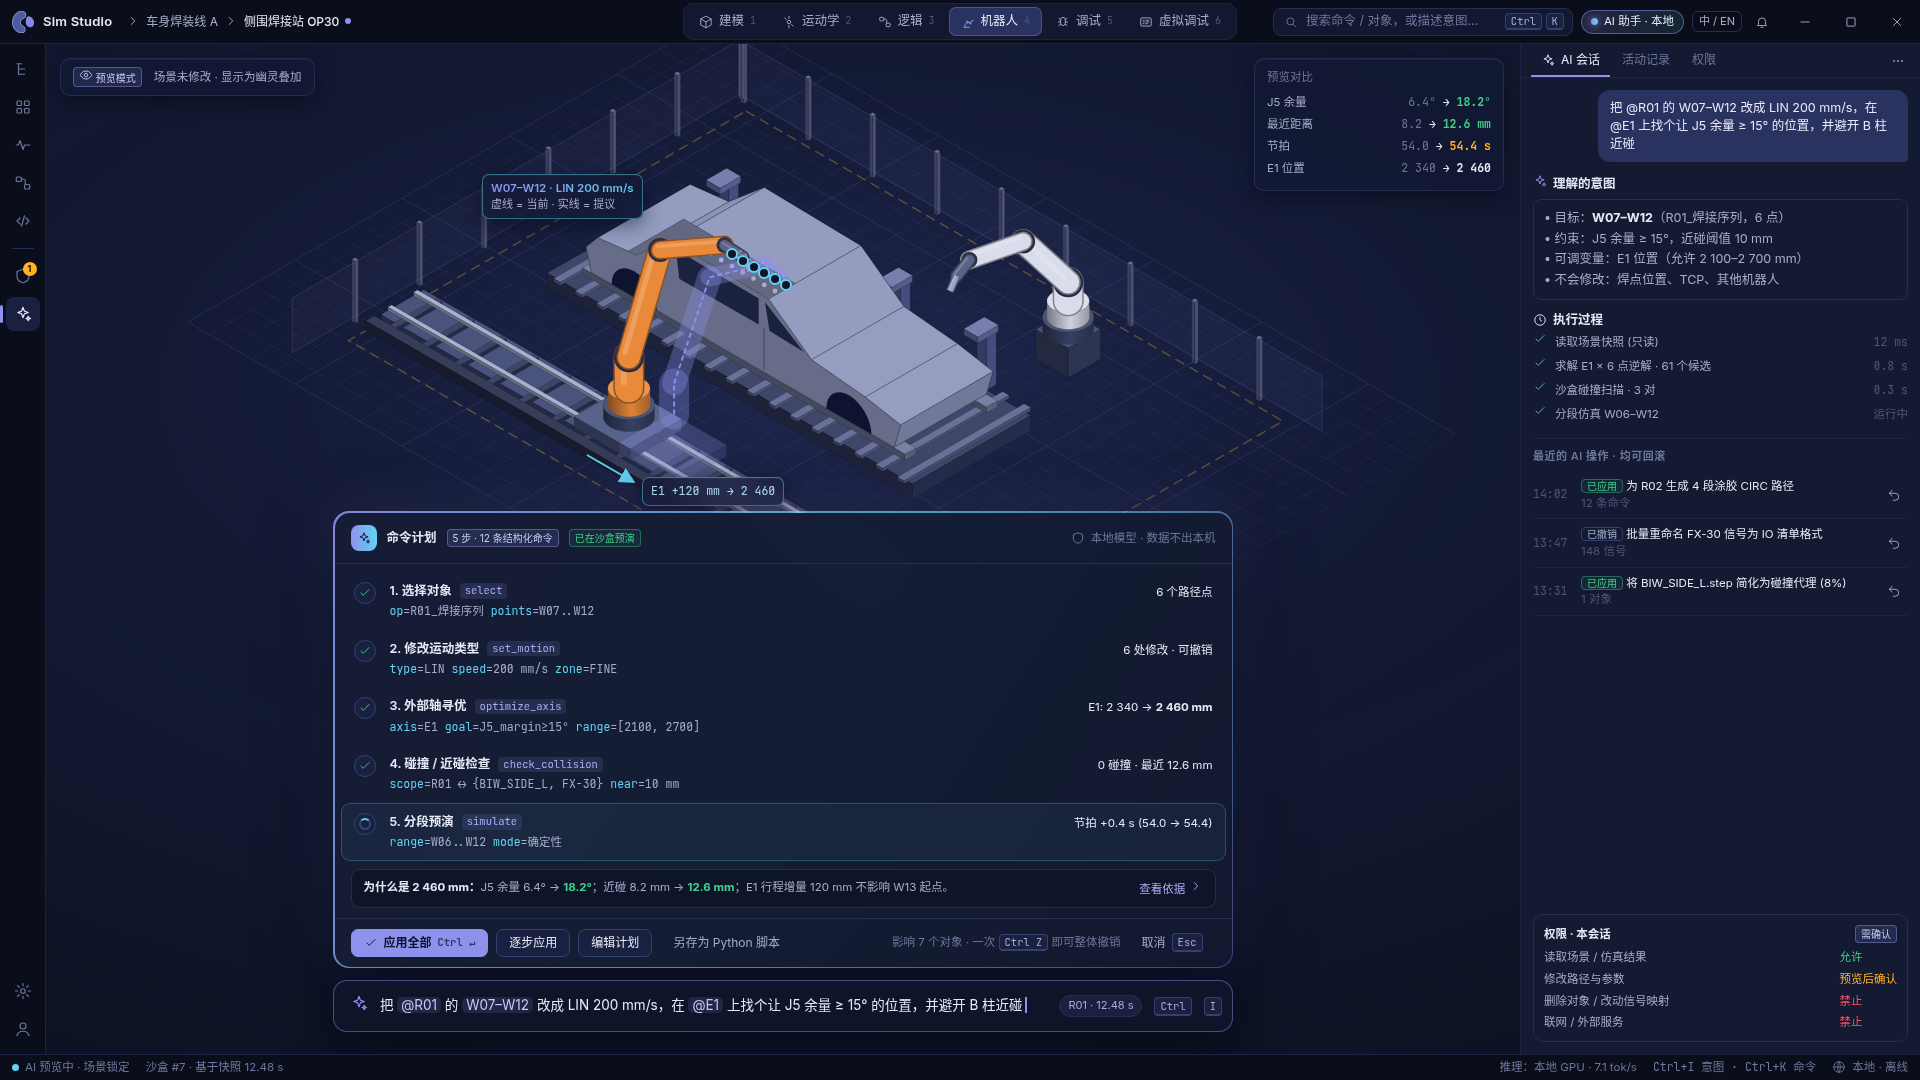 Sim Studio
车身焊装线 A
侧围焊接站 OP30
建模 1
运动学 2
逻辑 3
机器人 4
调试 5
虚拟调试 6
搜索命令 / 对象，或描述意图...
Ctrl K
AI 助手 · 本地
中 / EN
预览模式
场景未修改 · 显示为幽灵叠加
1
W07–W12 · LIN 200 mm/s
虚线 = 当前 · 实线 = 提议
E1 +120 mm → 2 460
预览对比
J5 余量 6.4° → 18.2°
最近距离 8.2 → 12.6 mm
节拍 54.0 → 54.4 s
E1 位置 2 340 → 2 460
命令计划
5 步 · 12 条结构化命令
已在沙盒预演
本地模型 · 数据不出本机
1. 选择对象 select
6 个路径点
op=R01_焊接序列 points=W07..W12
2. 修改运动类型 set_motion
6 处修改 · 可撤销
type=LIN speed=200 mm/s zone=FINE
3. 外部轴寻优 optimize_axis
E1: 2 340 → 2 460 mm
axis=E1 goal=J5_margin≥15° range=[2100, 2700]
4. 碰撞 / 近碰检查 check_collision
0 碰撞 · 最近 12.6 mm
scope=R01 ↔ {BIW_SIDE_L, FX-30} near=10 mm
5. 分段预演 simulate
节拍 +0.4 s (54.0 → 54.4)
range=W06..W12 mode=确定性
为什么是 2 460 mm：J5 余量 6.4° → 18.2°；近碰 8.2 mm → 12.6 mm；E1 行程增量 120 mm 不影响 W13 起点。
查看依据
应用全部 Ctrl ↵
逐步应用
编辑计划
另存为 Python 脚本
影响 7 个对象 · 一次 Ctrl Z 即可整体撤销
取消 Esc
把 @R01 的 W07–W12 改成 LIN 200 mm/s，在 @E1 上找个让 J5 余量 ≥ 15° 的位置，并避开 B 柱近碰
R01 · 12.48 s
Ctrl I
AI 会话
活动记录
权限
把 @R01 的 W07–W12 改成 LIN 200 mm/s，在
@E1 上找个让 J5 余量 ≥ 15° 的位置，并避开 B 柱
近碰
理解的意图
• 目标：W07–W12（R01_焊接序列，6 点）
• 约束：J5 余量 ≥ 15°，近碰阈值 10 mm
• 可调变量：E1 位置（允许 2 100–2 700 mm）
• 不会修改：焊点位置、TCP、其他机器人
执行过程
读取场景快照 (只读) 12 ms
求解 E1 × 6 点逆解 · 61 个候选 0.8 s
沙盒碰撞扫描 · 3 对 0.3 s
分段仿真 W06–W12 运行中
最近的 AI 操作 · 均可回滚
14:02 已应用 为 R02 生成 4 段涂胶 CIRC 路径
12 条命令
13:47 已撤销 批量重命名 FX-30 信号为 IO 清单格式
148 信号
13:31 已应用 将 BIW_SIDE_L.step 简化为碰撞代理 (8%)
1 对象
权限 · 本会话 需确认
读取场景 / 仿真结果 允许
修改路径与参数 预览后确认
删除对象 / 改动信号映射 禁止
联网 / 外部服务 禁止
AI 预览中 · 场景锁定
沙盒 #7 · 基于快照 12.48 s
推理：本地 GPU · 7.1 tok/s
Ctrl+I 意图 · Ctrl+K 命令
本地 · 离线